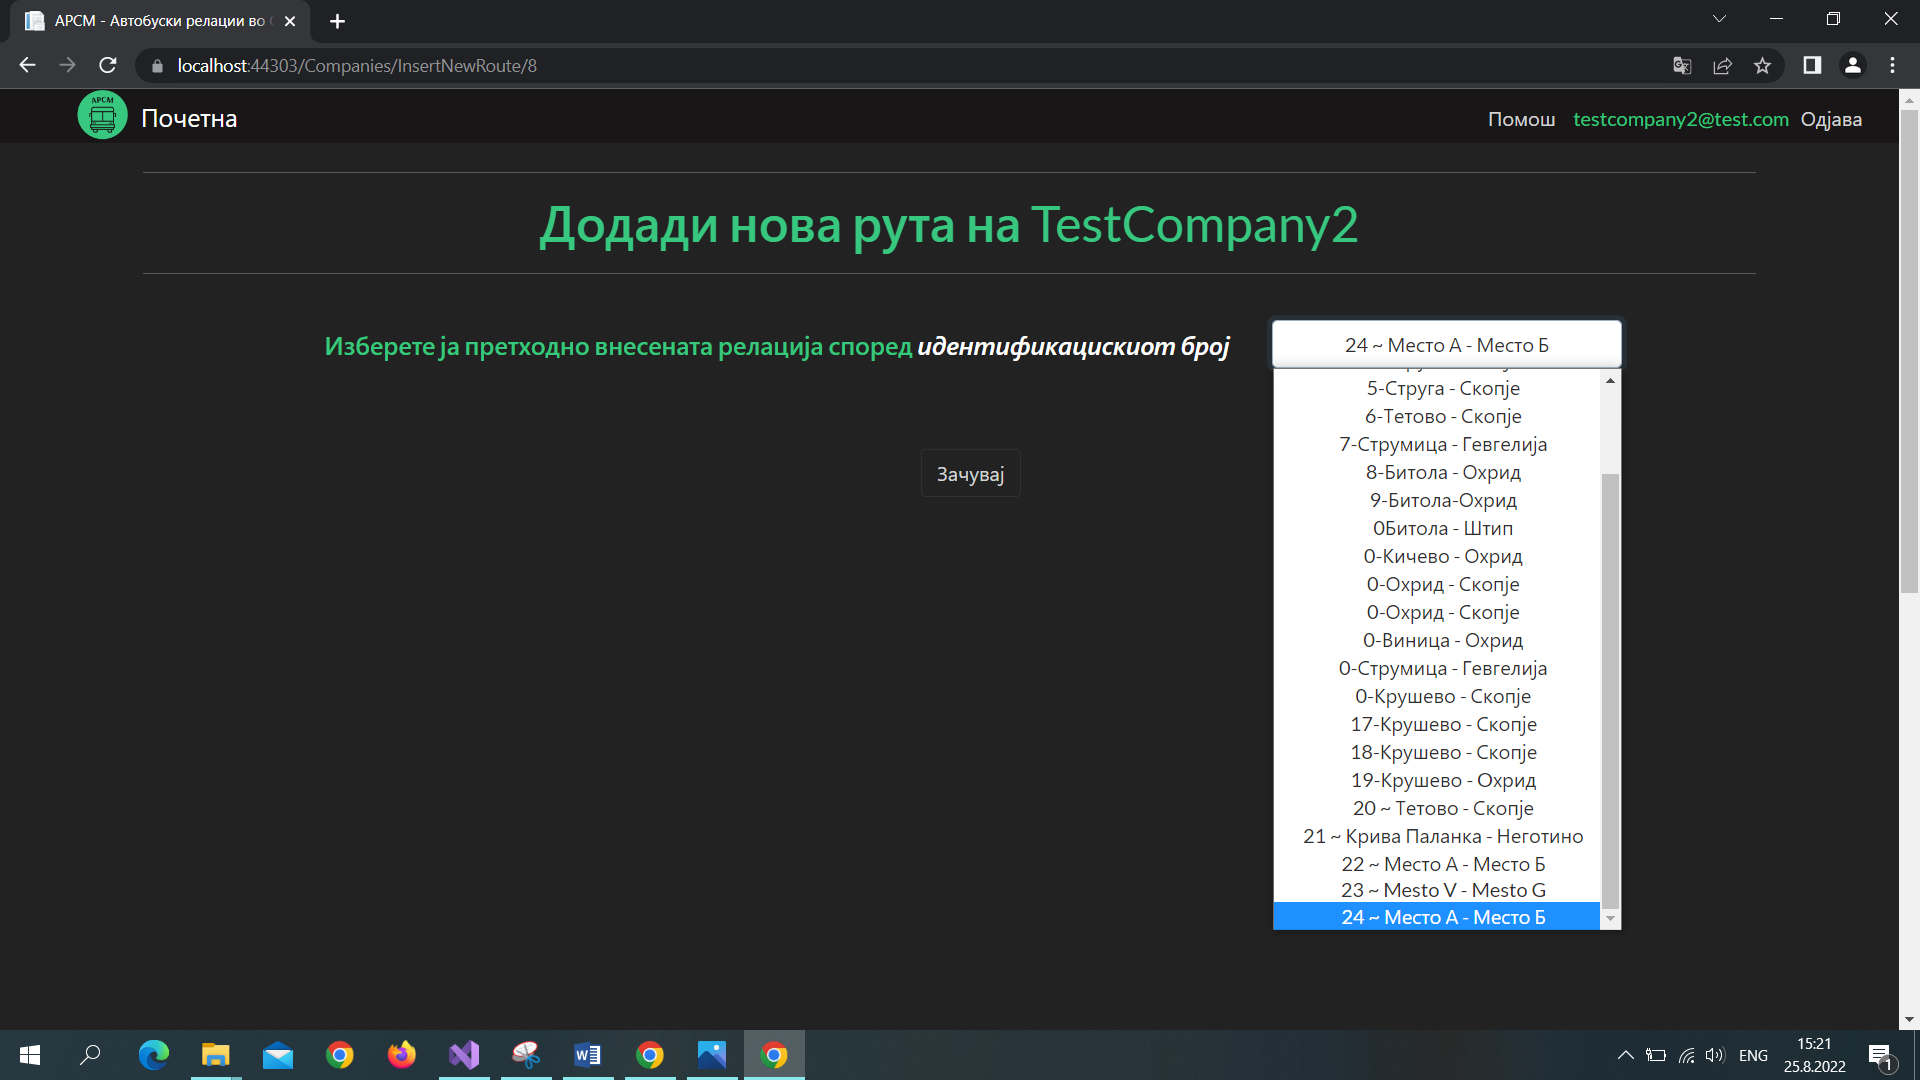 АРСМ - Автобуски релации во
localhost:44303/Companies/InsertNewRoute/8
АРСМ
Почетна
Помош
testcompany2@test.com
Одјава
Додади нова рута на TestCompany2
Изберете ја претходно внесената релација според идентификацискиот број
24 ~ Место А - Место Б
5-Струга - Скопје
6-Тетово - Скопје
7-Струмица - Гевгелија
8-Битола - Охрид
9-Битола-Охрид
0Битола - Штип
0-Кичево - Охрид
0-Охрид - Скопје
0-Охрид - Скопје
0-Виница - Охрид
0-Струмица - Гевгелија
0-Крушево - Скопје
17-Крушево - Скопје
18-Крушево - Скопје
19-Крушево - Охрид
20 ~ Тетово - Скопје
21 ~ Крива Паланка - Неготино
22 ~ Место А - Место Б
23 ~ Mesto V - Mesto G
24 ~ Место А - Место Б
Зачувај
ENG
15:21
25.8.2022
1